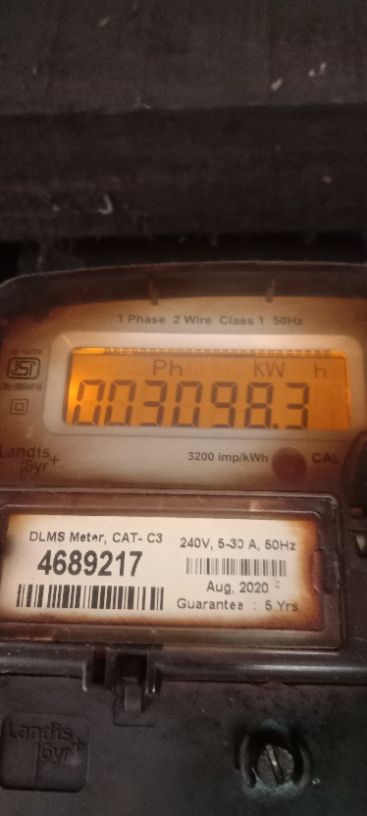 1 Phase 2 Wire Class 1 50Hz
Ph kW h
003098.3
Landis
Gyr+
3200 imp/kWh
CAL
DLMS Meter, CAT- C3
4689217
240V, 5-30 A, 50Hz
Aug, 2020
Guarantee : 5 Yrs
Landis
Gyr+